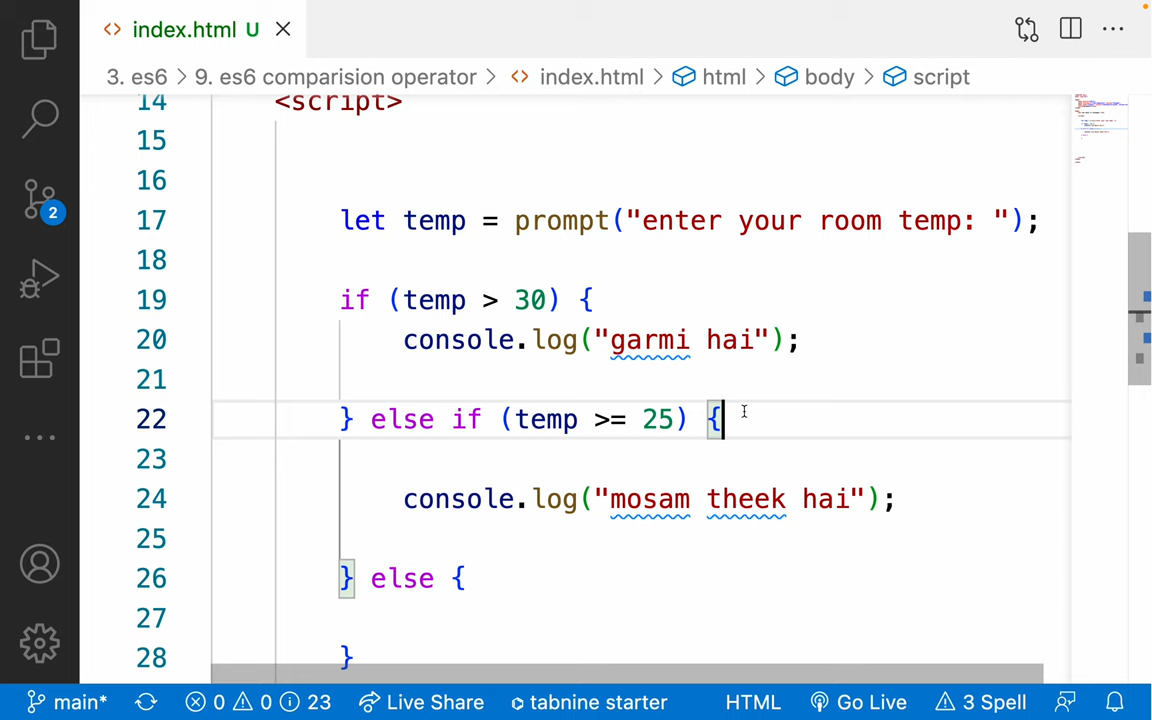 index.html U
3. es6 > 9. es6 comparision operator > index.html > html > body > script
14 <script>
15
16
17 let temp = prompt("enter your room temp: ");
18
19 if (temp > 30) {
20 console.log("garmi hai");
21
22 } else if (temp >= 25) {
23
24 console.log("mosam theek hai");
25
26 } else {
27
28 }
2
main* 0 0 23 Live Share tabnine starter HTML Go Live 3 Spell